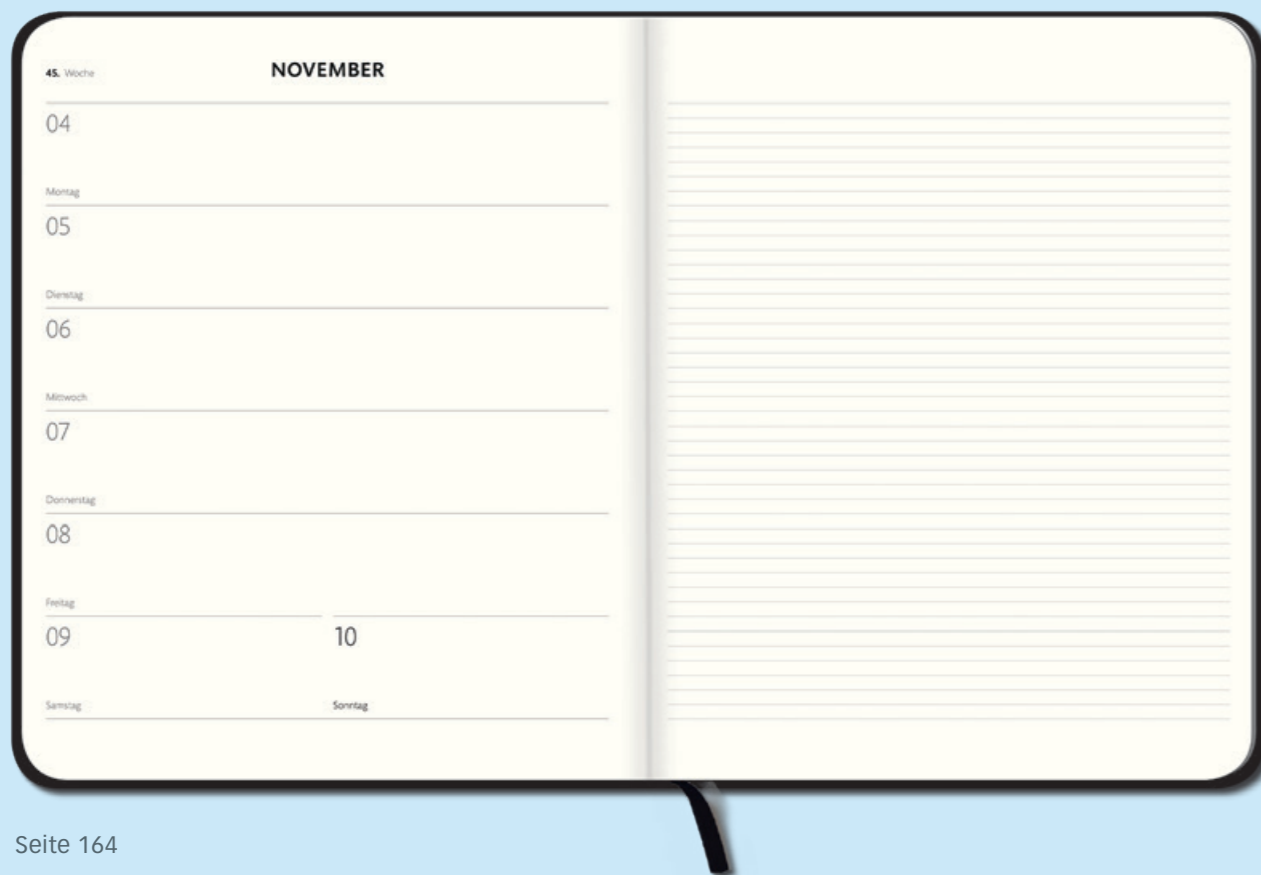 45. Woche NOVEMBER
04
Montag
05
Dienstag
06
Mittwoch
07
Donnerstag
08
Freitag
09 10
Samstag Sonntag
Seite 164